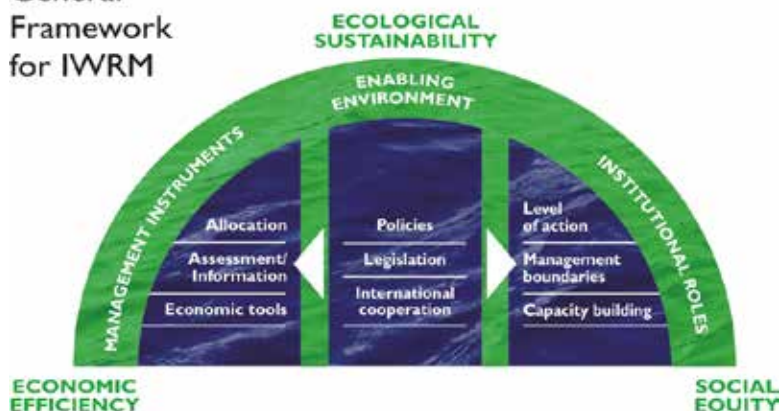 General
Framework
for IWRM
ECOLOGICAL
SUSTAINABILITY
ENABLING
ENVIRONMENT
MANAGEMENT INSTRUMENTS
INSTITUTIONAL ROLES
Allocation
Assessment/
Information
Economic tools
Policies
Legislation
International
cooperation
Level
of action
Management
boundaries
Capacity building
ECONOMIC
EFFICIENCY
SOCIAL
EQUITY